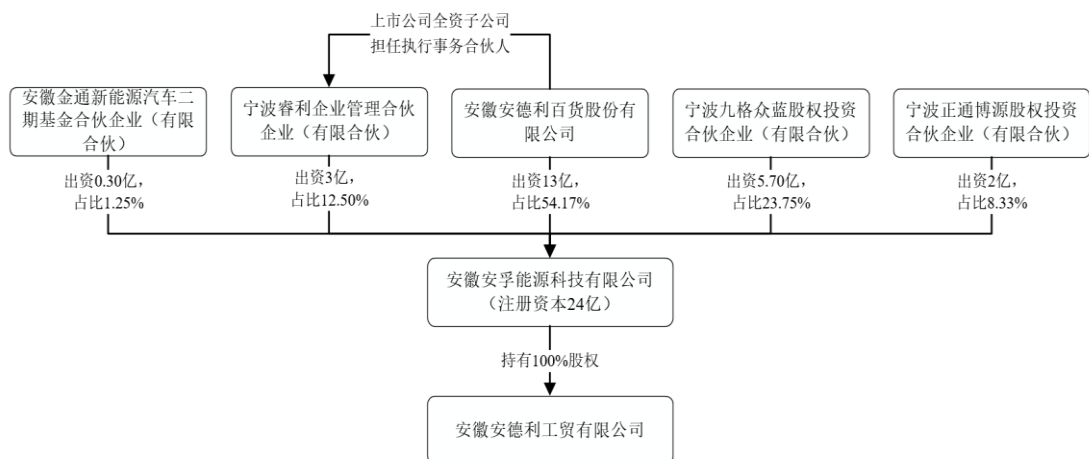 上市公司全资子公司
担任执行事务合伙人
安徽金通新能源汽车二
期基金合伙企业（有限
合伙）
宁波睿利企业管理合伙
企业（有限合伙）
安徽安德利百货股份有
限公司
宁波九格众蓝股权投资
合伙企业（有限合伙）
宁波正通博源股权投资
合伙企业（有限合伙）
出资0.30亿，
占比1.25%
出资3亿，
占比12.50%
出资13亿，
占比54.17%
出资5.70亿，
占比23.75%
出资2亿，
占比8.33%
安徽安孚能源科技有限公司
（注册资本24亿）
持有100%股权
安徽安德利工贸有限公司